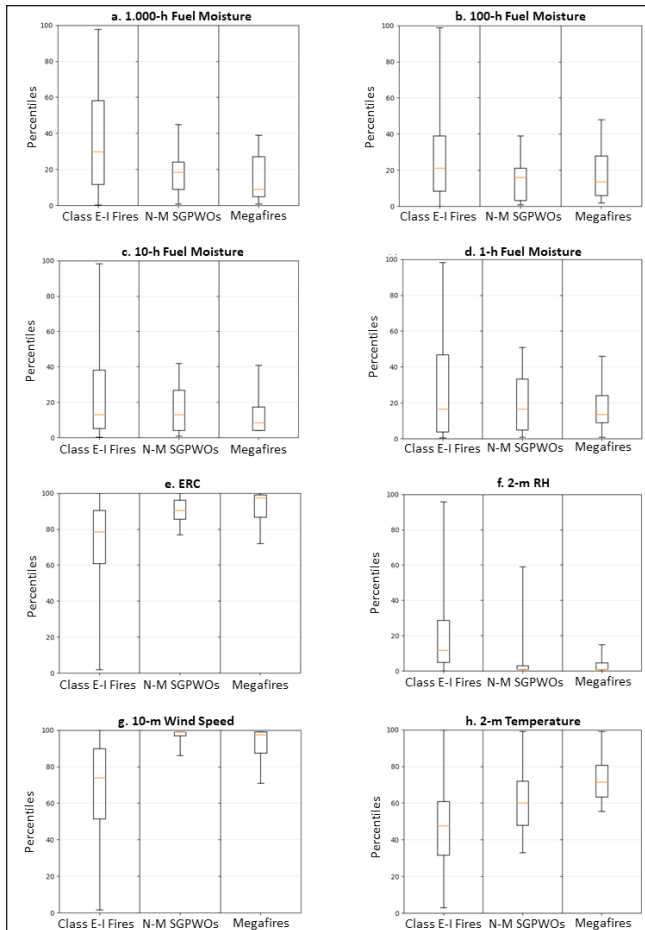 a. 1.000-h Fuel Moisture
100
80
60
40
20
0
Percentiles
Class E-I Fires N-M SGPWOs Megafires
b. 100-h Fuel Moisture
100
80
60
40
20
0
Percentiles
Class E-I Fires N-M SGPWOs Megafires
c. 10-h Fuel Moisture
100
80
60
40
20
0
Percentiles
Class E-I Fires N-M SGPWOs Megafires
d. 1-h Fuel Moisture
100
80
60
40
20
0
Percentiles
Class E-I Fires N-M SGPWOs Megafires
e. ERC
100
80
60
40
20
0
Percentiles
Class E-I Fires N-M SGPWOs Megafires
f. 2-m RH
100
80
60
40
20
0
Percentiles
Class E-I Fires N-M SGPWOs Megafires
g. 10-m Wind Speed
100
80
60
40
20
0
Percentiles
Class E-I Fires N-M SGPWOs Megafires
h. 2-m Temperature
100
80
60
40
20
0
Percentiles
Class E-I Fires N-M SGPWOs Megafires